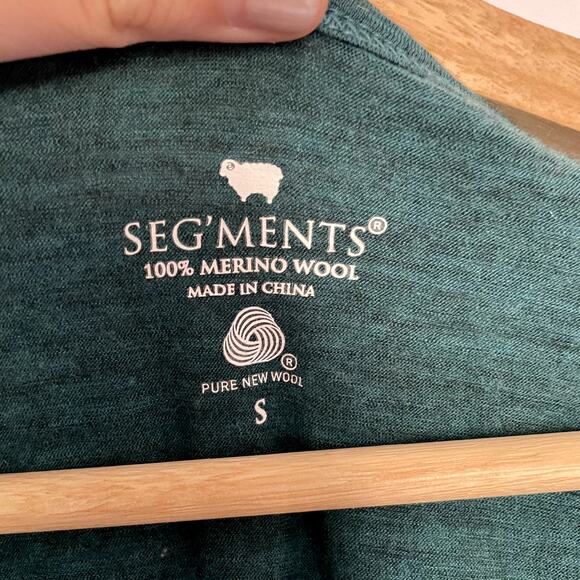 SEG'MENTS®
100% MERINO WOOL
MADE IN CHINA
®
PURE NEW WOOL
S